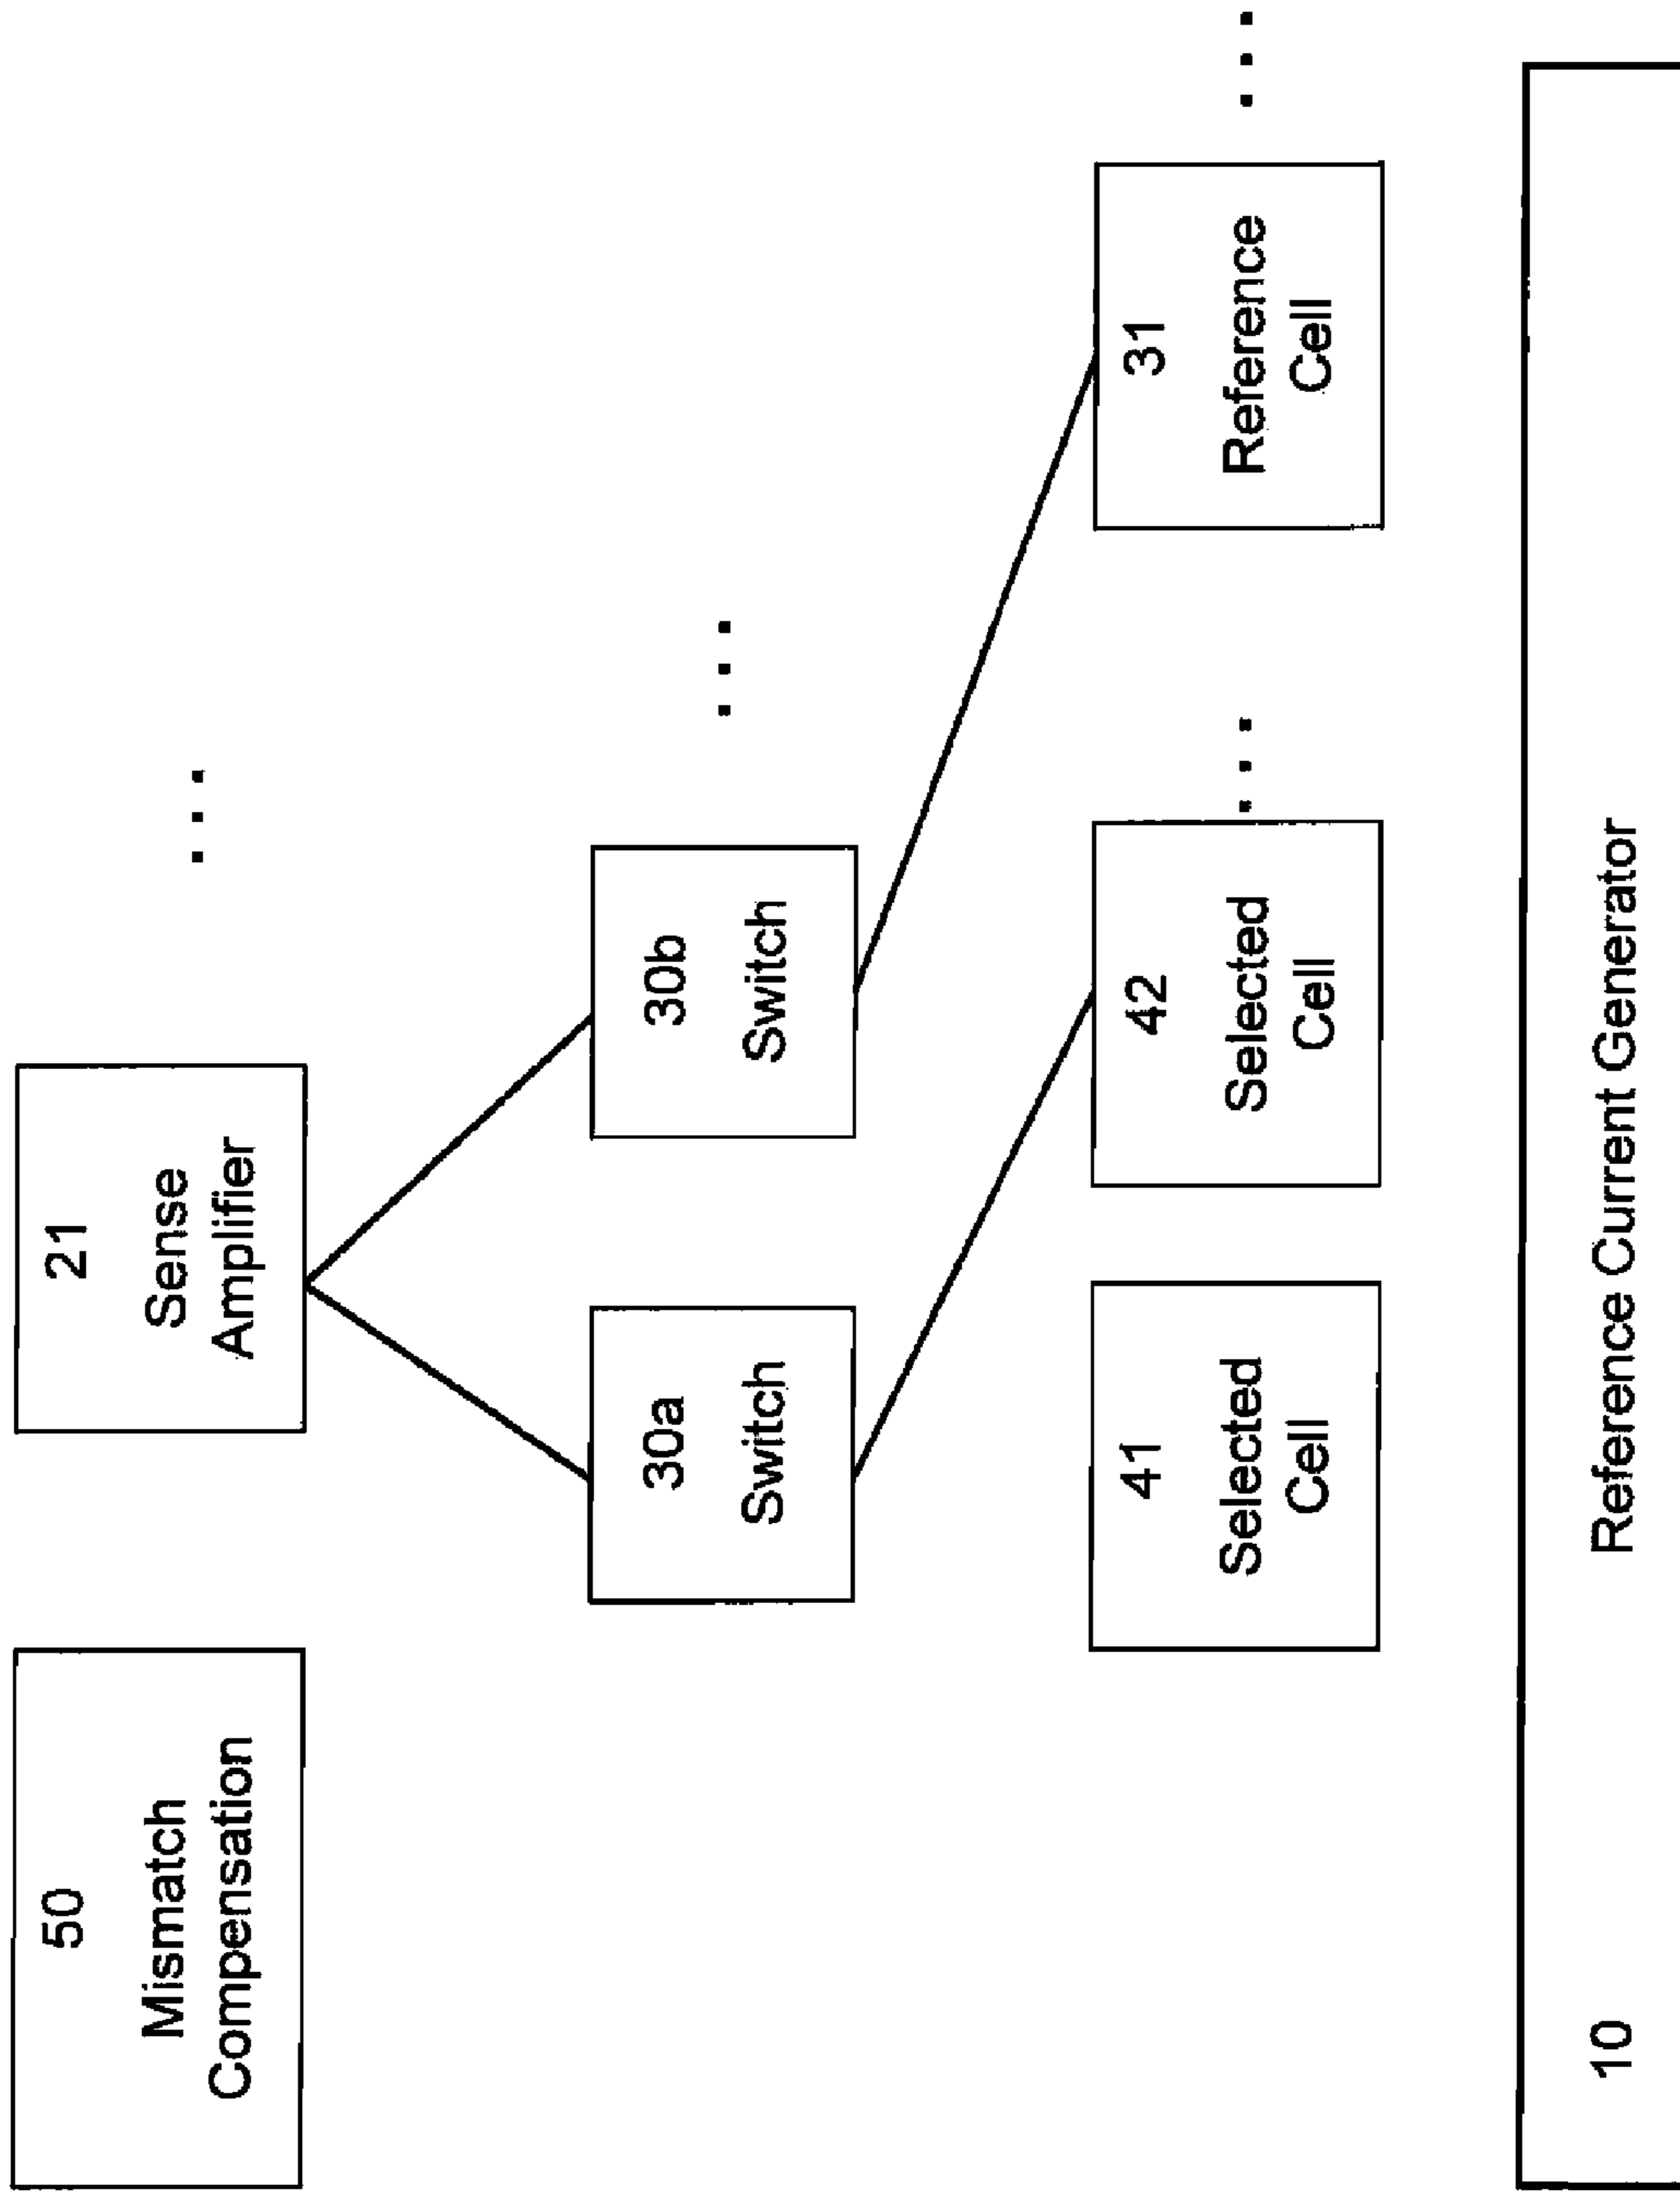 50
Mismatch
Compensation
21
Sense
Amplifier
...
30a
Switch
30b
Switch
...
41
Selected
Cell
42
Selected
Cell
...
31
Reference
Cell
...
10 Reference Current Generator